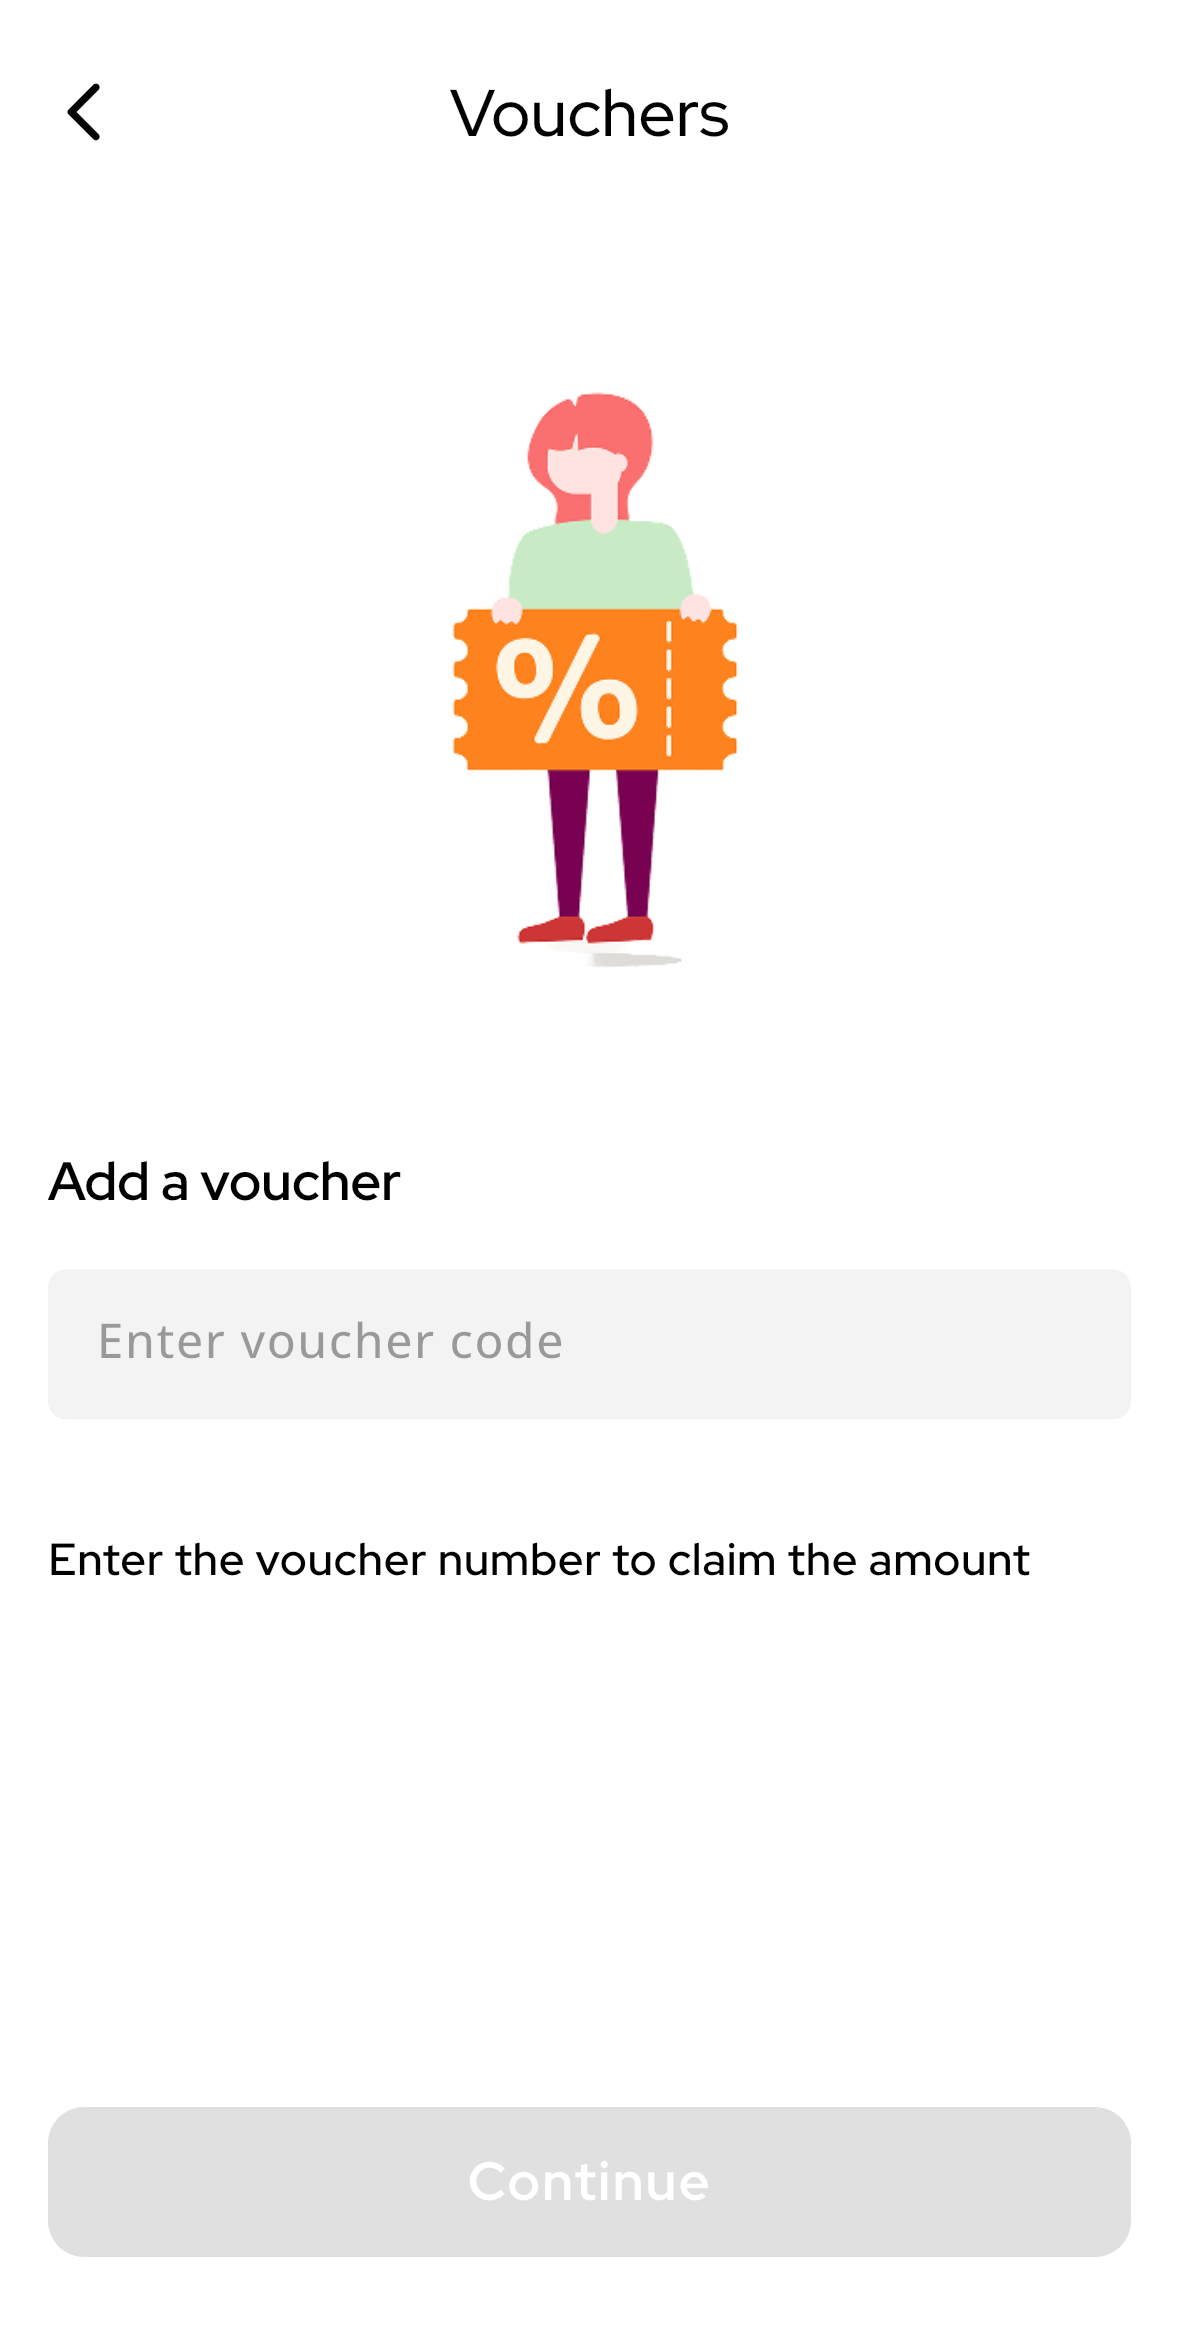 Vouchers
%
Add a voucher
Enter voucher code
Enter the voucher number to claim the amount
Continue